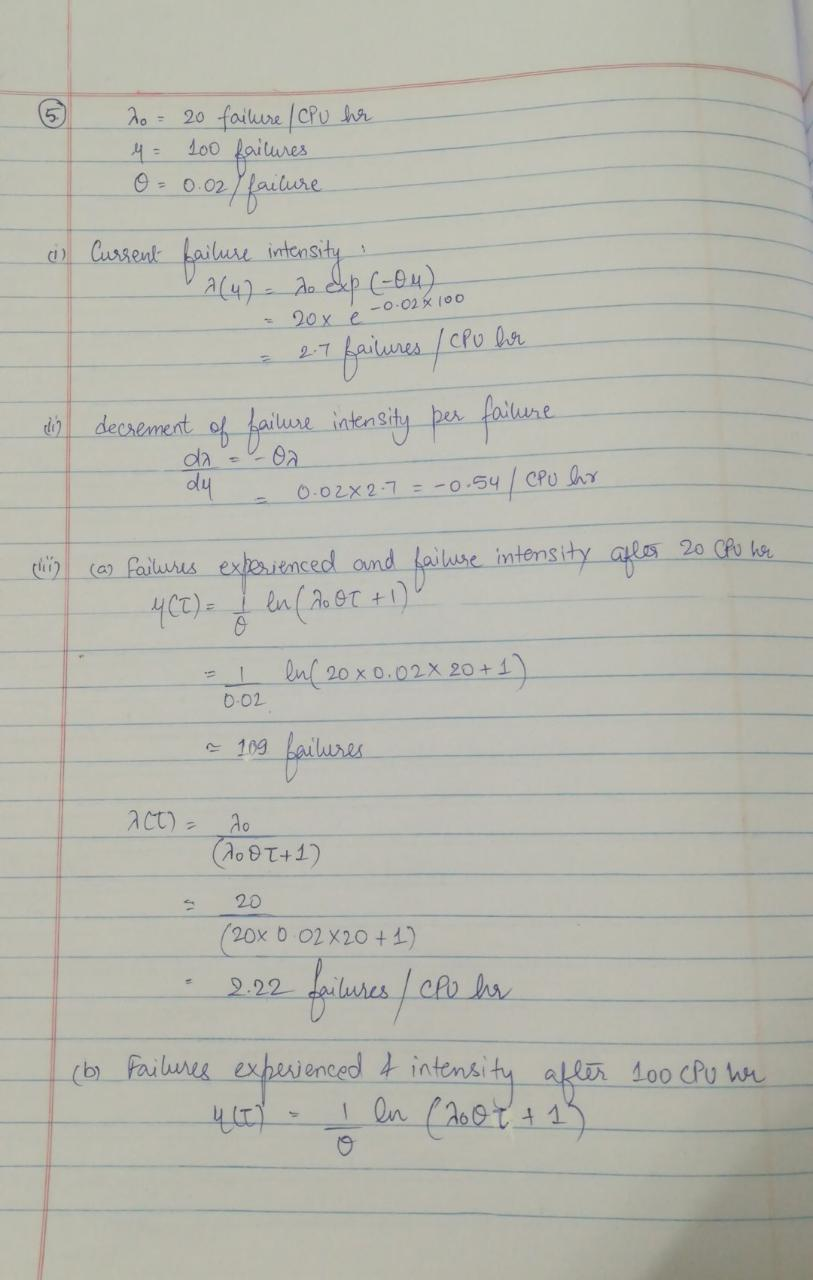 ⑤ λ₀ = 20 failure/CPU hr
μ = 100 failures
θ = 0.02/failure
(i) Current failure intensity :
λ(μ) = λ₀ exp (-θμ)
= 20 x e^(-0.02 x 100)
= 2.7 failures / CPU hr
(ii) decrement of failure intensity per failure
dλ/dμ = -θλ
= 0.02 x 2.7 = -0.54 / CPU hr
(iii) (a) Failures experienced and failure intensity after 20 CPU hr
μ(τ) = 1/θ ln(λ₀θτ + 1)
= 1/0.02 ln(20 x 0.02 x 20 + 1)
≈ 109 failures
λ(τ) = λ₀/(λ₀θτ+1)
= 20/(20x 0.02 x20 + 1)
= 2.22 failures / CPU hr
(b) Failures experienced & intensity after 100 CPU hr
μ(τ) = 1/θ ln (λ₀θτ + 1)